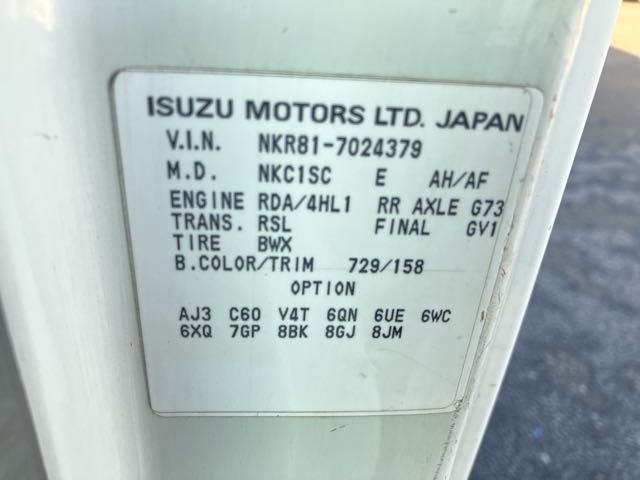 ISUZU MOTORS LTD. JAPAN
V.I.N. NKR81-7024379
M.D. NKC1SC E AH/AF
ENGINE RDA/4HL1 RR AXLE G73
TRANS. RSL FINAL GV1
TIRE BWX
B.COLOR/TRIM 729/158
OPTION
AJ3 C60 V4T 6QN 6UE 6WC
6XQ 7GP 8BK 8GJ 8JM